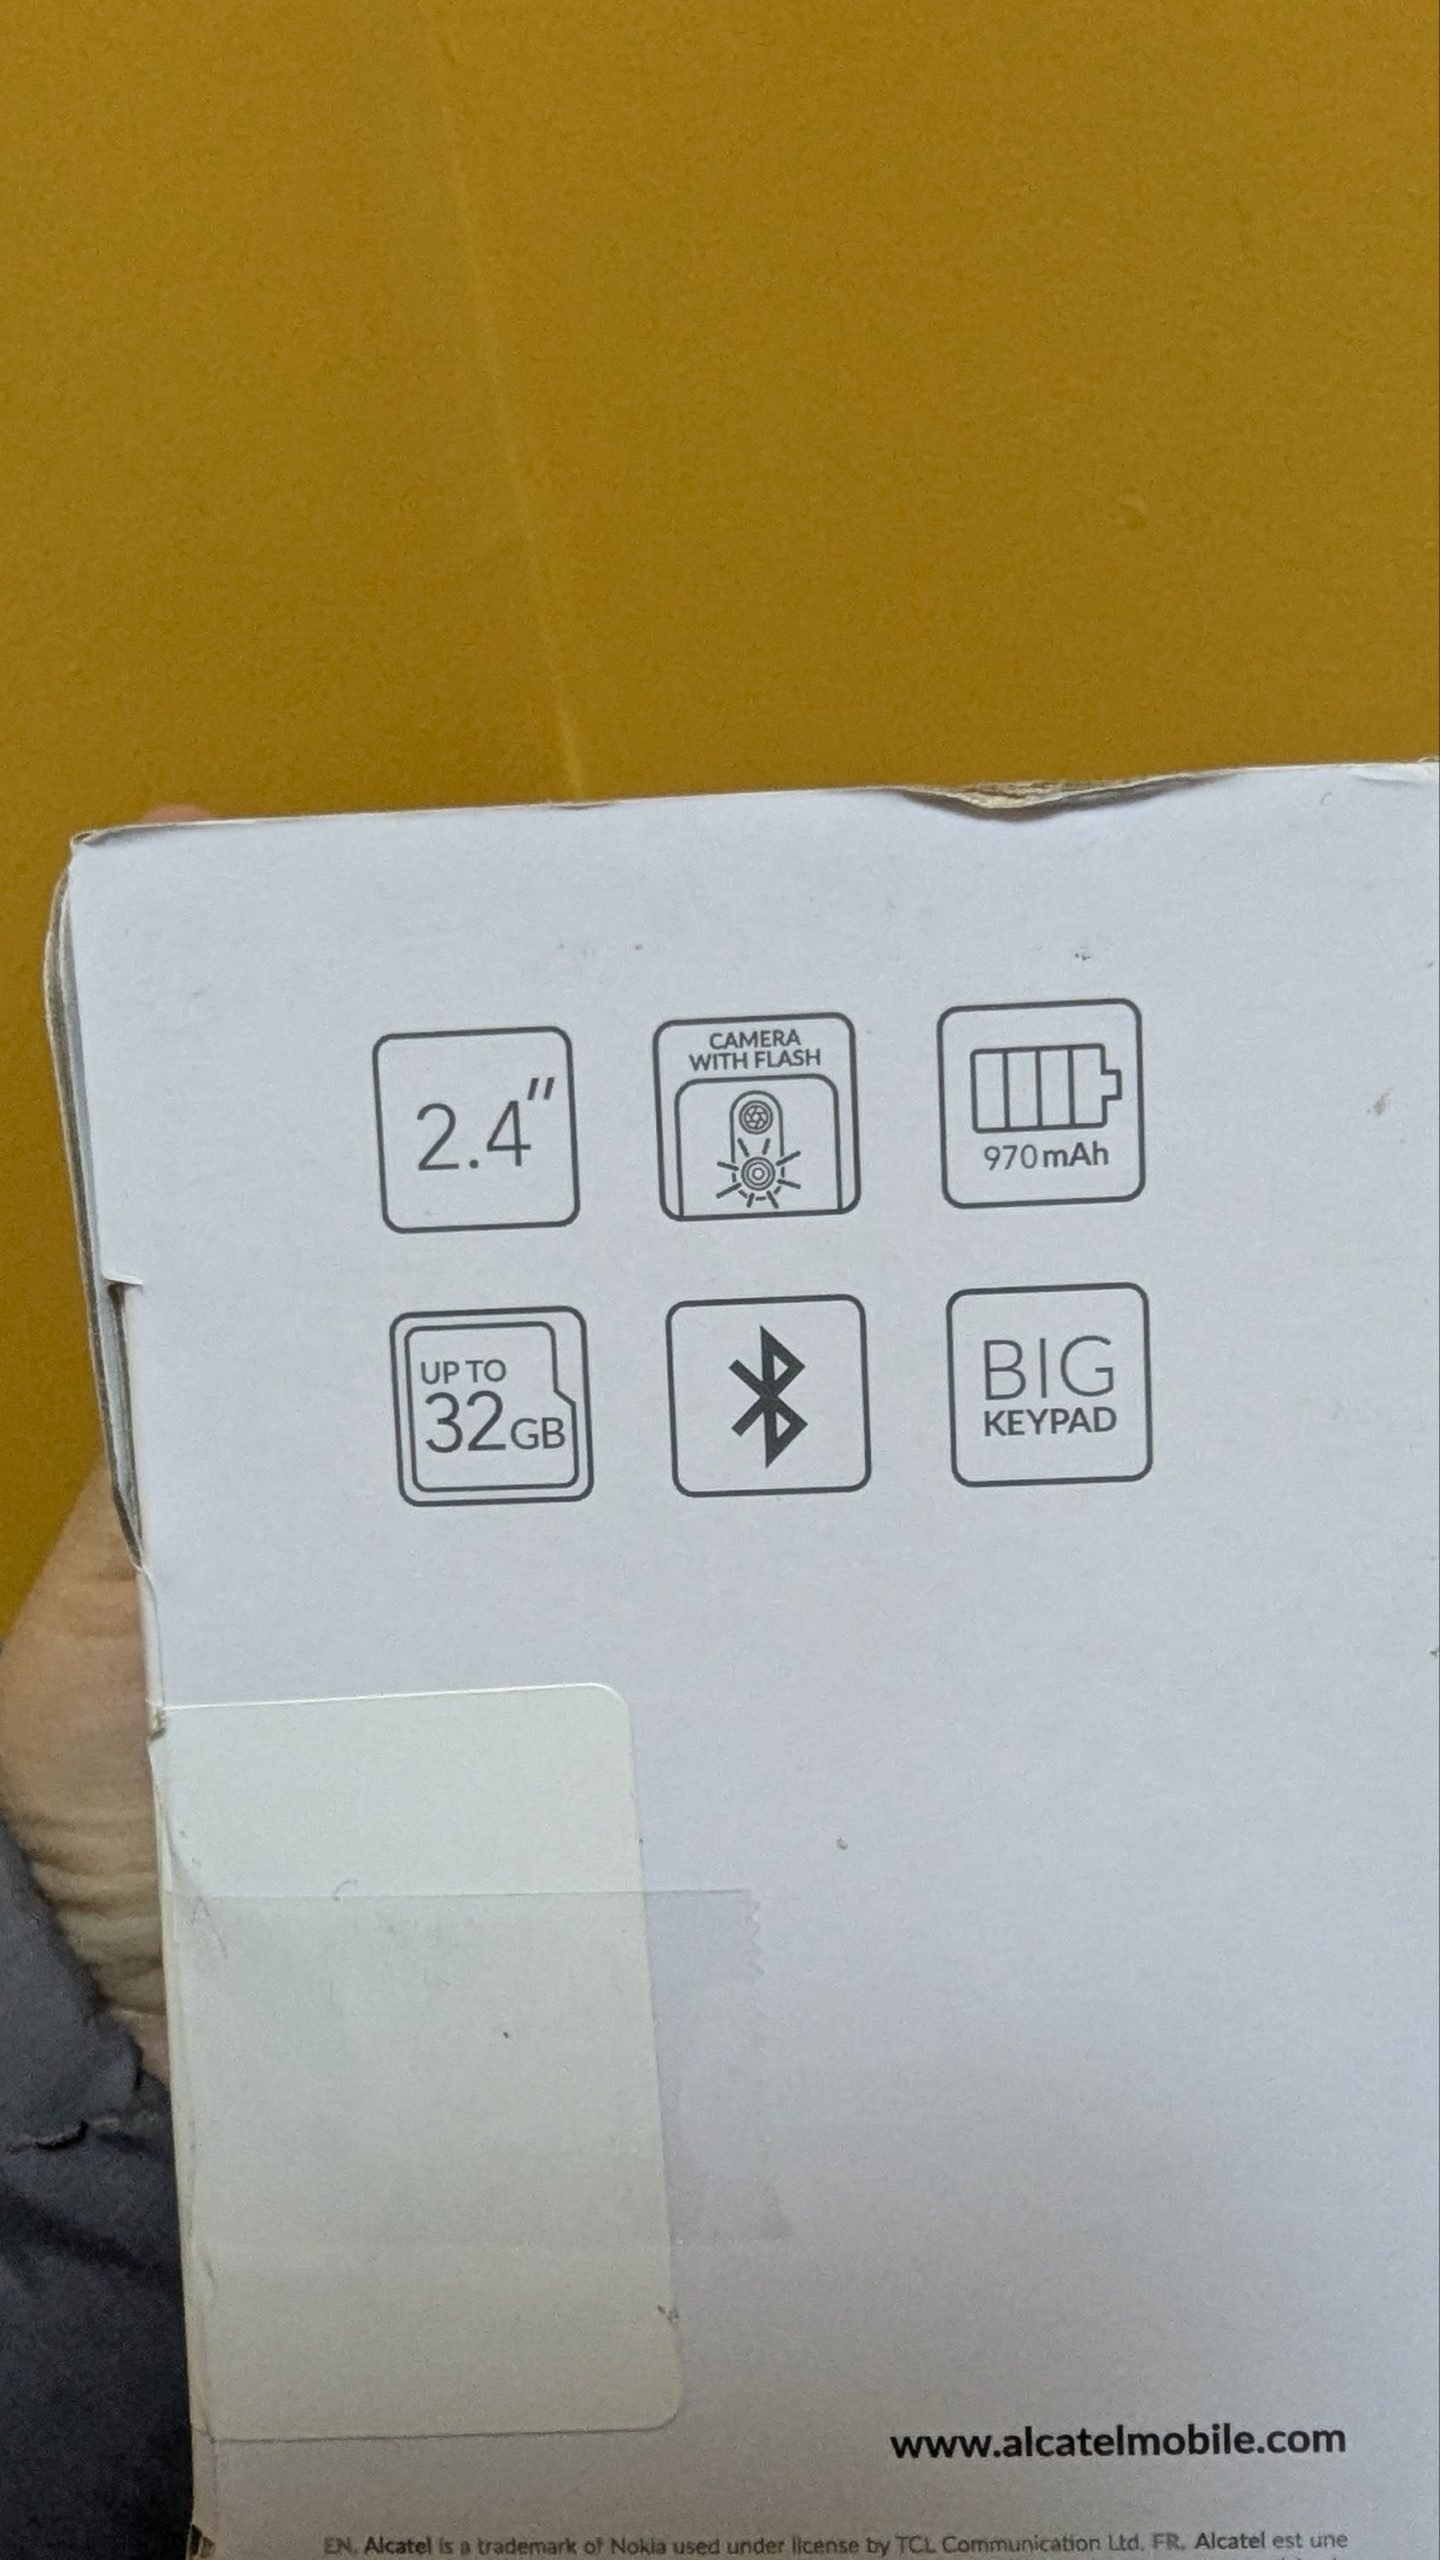 2.4"
CAMERA
WITH FLASH
970mAh
UP TO
32GB
BIG
KEYPAD
www.alcatelmobile.com
EN. Alcatel is a trademark of Nokia used under license by TCL Communication Ltd. FR. Alcatel est une